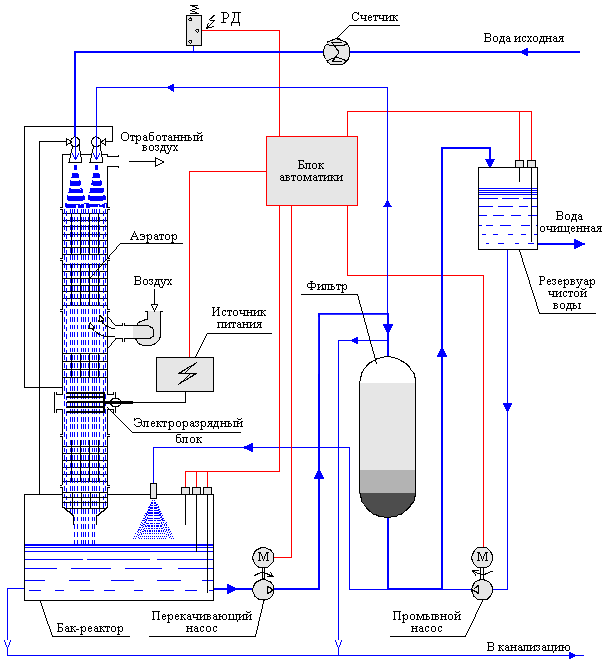 РД
Счетчик
Вода исходная
Отработанный
воздух
Блок
автоматики
Аэратор
Вода
очищенная
Воздух
Фильтр
Резервуар
чистой
воды
Источник
питания
Электроразрядный
блок
М
М
Перекачивающий
насос
Промывной
насос
Бак-реактор
В канализацию